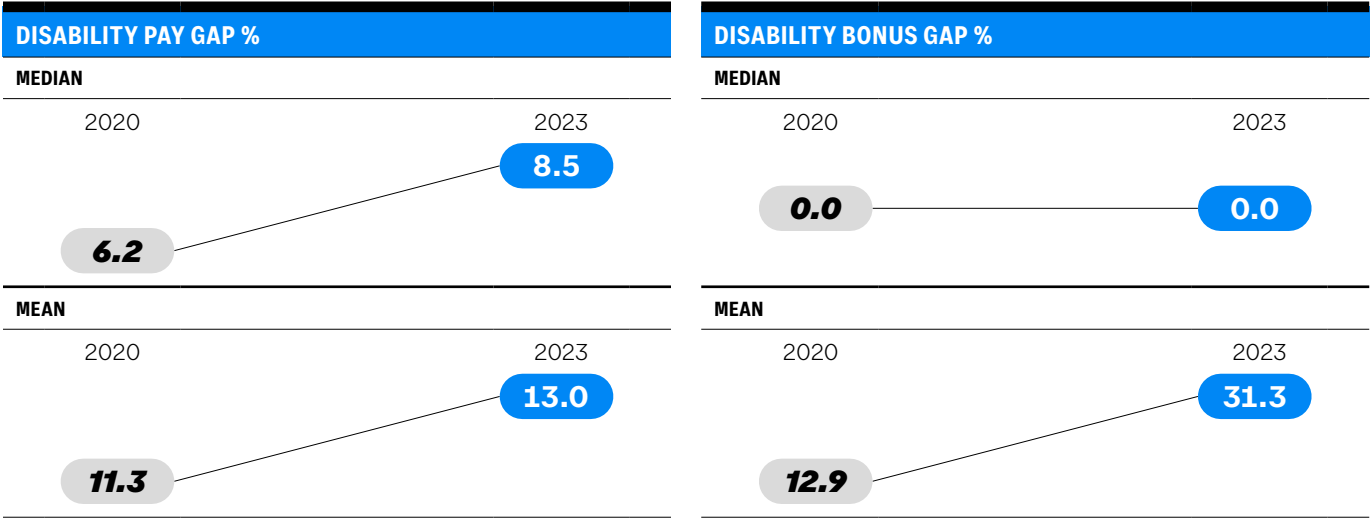 DISABILITY PAY GAP %
MEDIAN
2020 2023
8.5
6.2
MEAN
2020 2023
13.0
11.3
DISABILITY BONUS GAP %
MEDIAN
2020 2023
0.0 0.0
MEAN
2020 2023
31.3
12.9